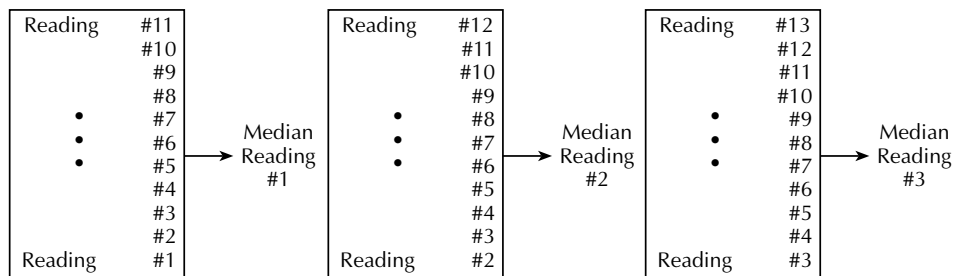 Reading #11
#10
#9
#8
#7
#6
#5
#4
#3
#2
Reading #1
Median
Reading
#1
Reading #12
#11
#10
#9
#8
#7
#6
#5
#4
#3
Reading #2
Median
Reading
#2
Reading #13
#12
#11
#10
#9
#8
#7
#6
#5
#4
Reading #3
Median
Reading
#3